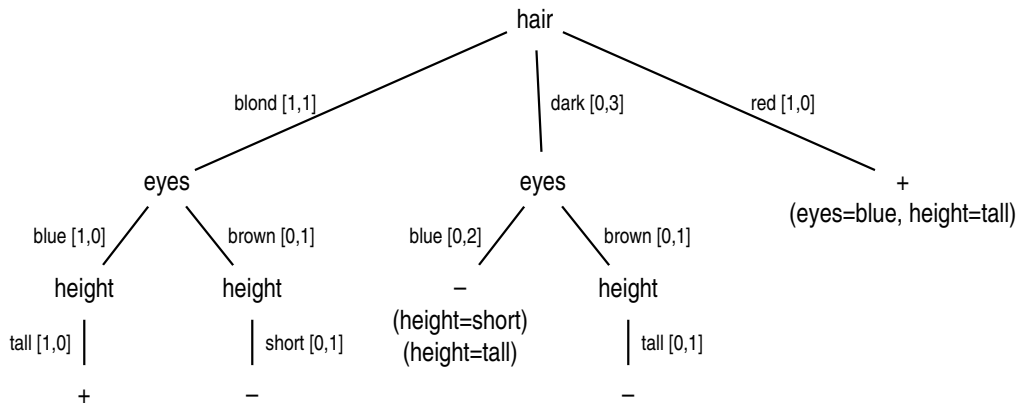 hair
blond [1,1]
dark [0,3]
red [1,0]
eyes
eyes
+
(eyes=blue, height=tall)
blue [1,0]
brown [0,1]
blue [0,2]
brown [0,1]
height
height
–
height
(height=short)
(height=tall)
tall [1,0]
short [0,1]
tall [0,1]
+
–
–